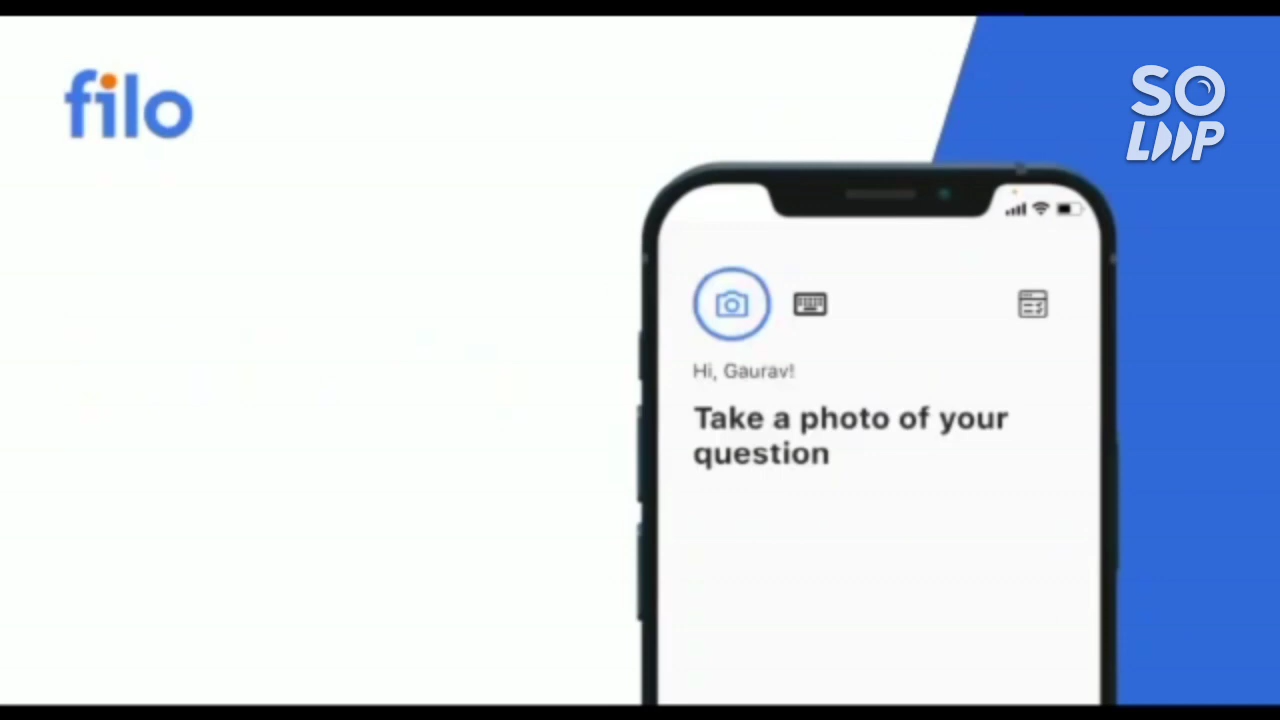 filo
SO
LOOP
Hi, Gaurav!
Take a photo of your
question